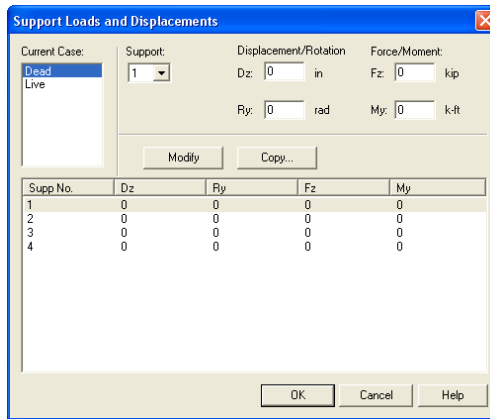 Support Loads and Displacements
Current Case:
Dead
Live
Support:
1
Displacement/Rotation
Dz: 0 in
Ry: 0 rad
Force/Moment:
Fz: 0 kip
My: 0 k-ft
Modify Copy...
Supp No. Dz Ry Fz My
1 0 0 0 0
2 0 0 0 0
3 0 0 0 0
4 0 0 0 0
OK Cancel Help